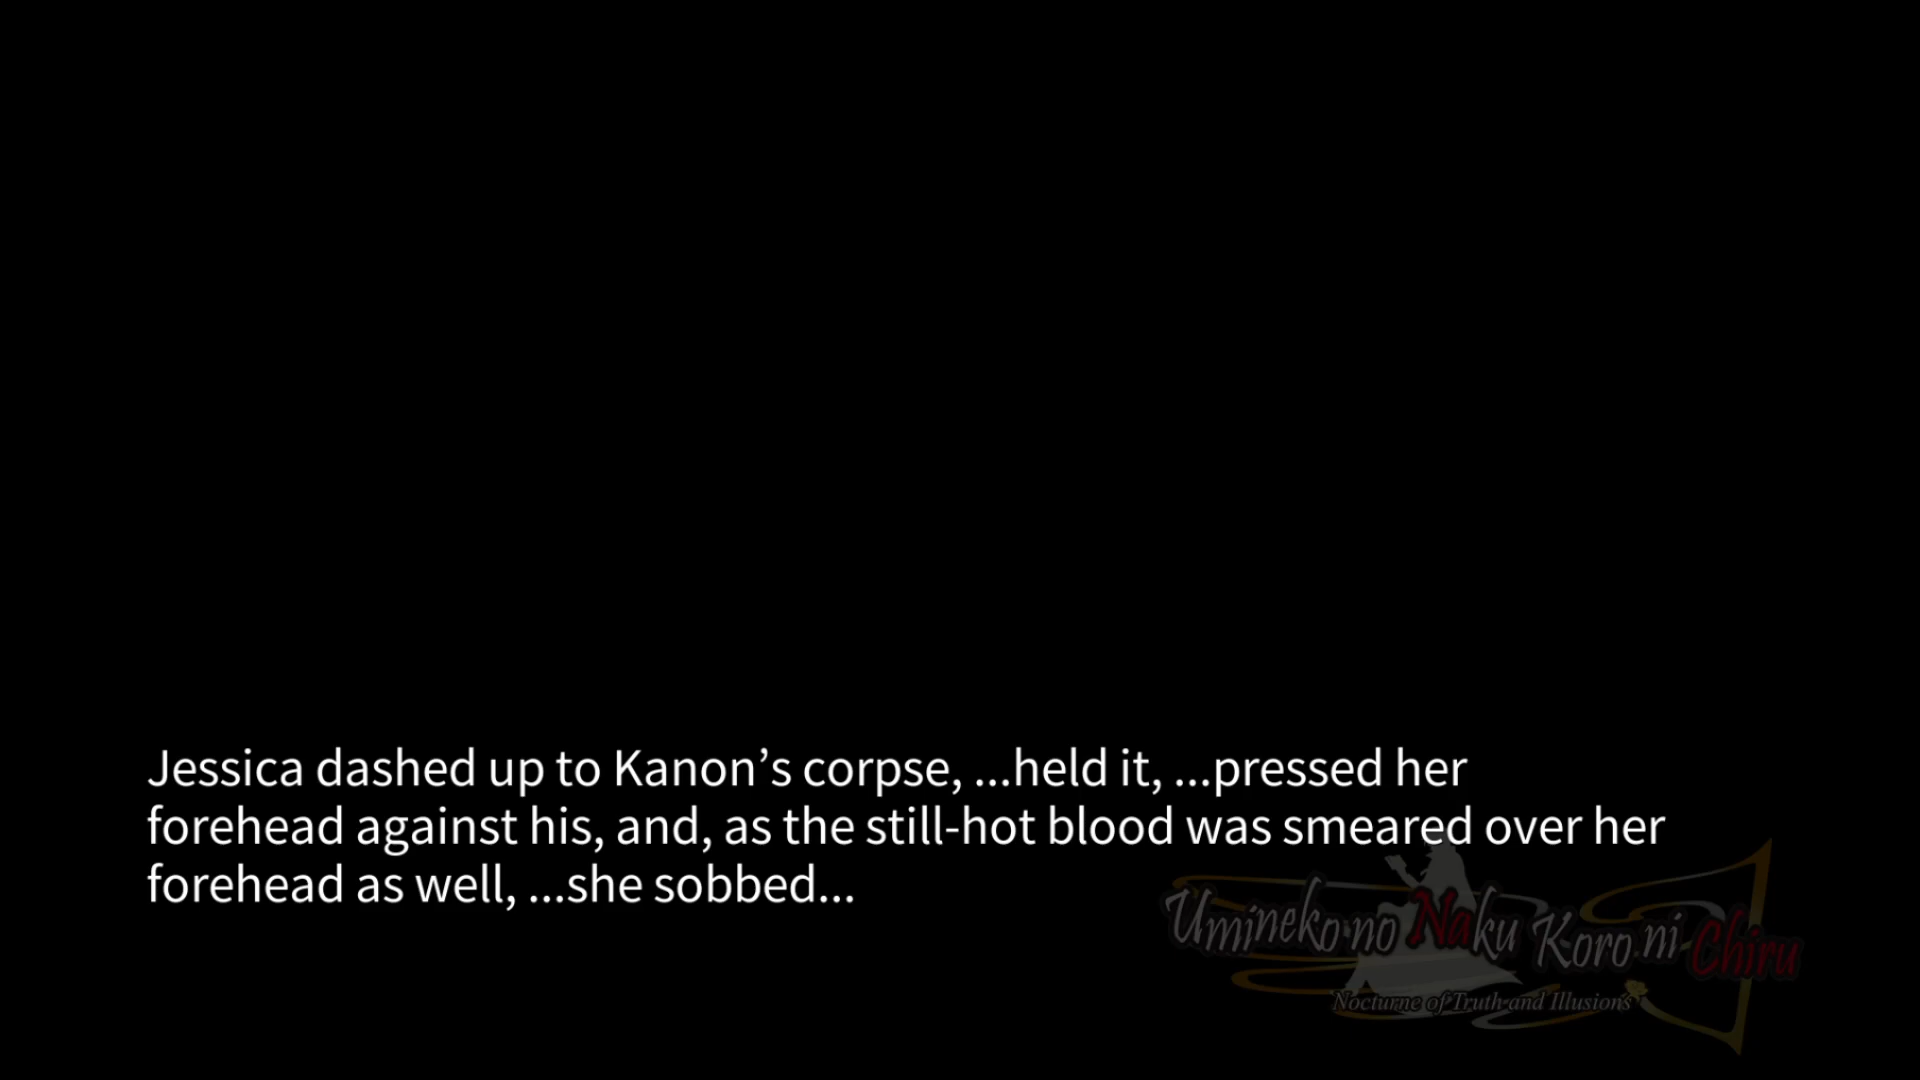 Jessica dashed up to Kanon’s corpse, ...held it, ...pressed her
forehead against his, and, as the still-hot blood was smeared over her
forehead as well, ...she sobbed...
Umineko no Naku Koro ni Chiru
Nocturne of Truth and Illusions